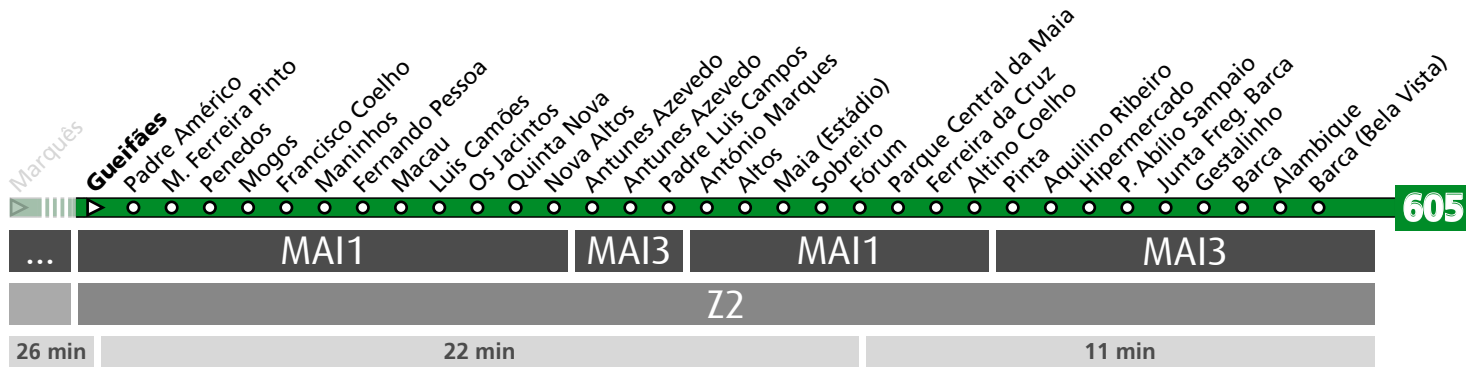 Marquês
Gueifães
Padre Américo
M. Ferreira Pinto
Penedos
Mogos
Francisco Coelho
Maninhos
Fernando Pessoa
Macau
Luis Camões
Os Jacintos
Quinta Nova
Nova Altos
Antunes Azevedo
Antunes Azevedo
Padre Luis Campos
António Marques
Altos
Maia (Estádio)
Sobreiro
Fórum
Parque Central da Maia
Ferreira da Cruz
Altino Coelho
Pinta
Aquilino Ribeiro
Hipermercado
P. Abílio Sampaio
Junta Freg. Barca
Gestalinho
Barca
Alambique
Barca (Bela Vista)
605
... MAI1 MAI3 MAI1 MAI3
Z2
26 min 22 min 11 min